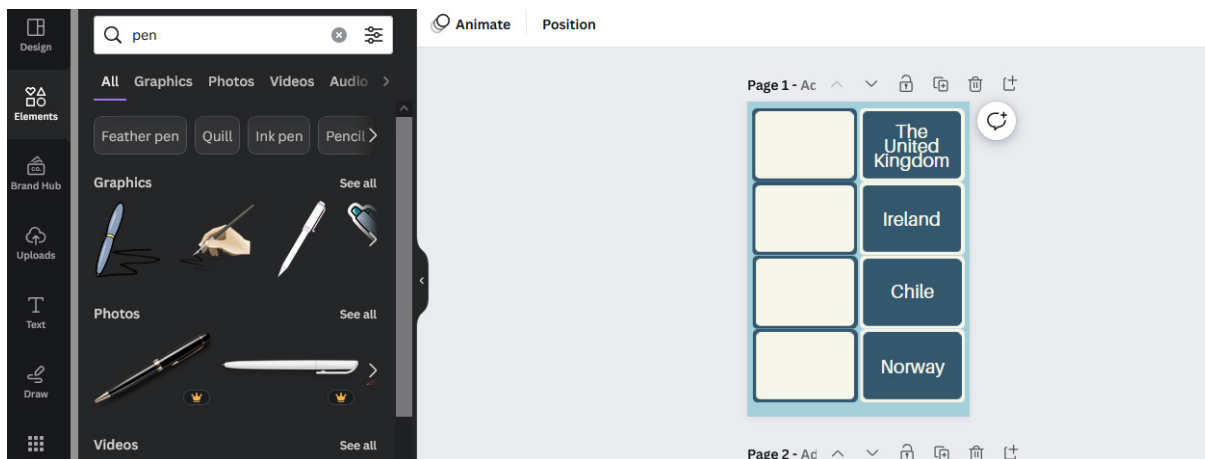 Design
Elements
Brand Hub
CO.
Uploads
Text
Draw
pen
All Graphics Photos Videos Audio
Feather pen Quill Ink pen Pencil
Graphics See all
Photos See all
Videos See all
Animate Position
Page 1 - Ac
The
United
Kingdom
Ireland
Chile
Norway
Page 2 - Ad